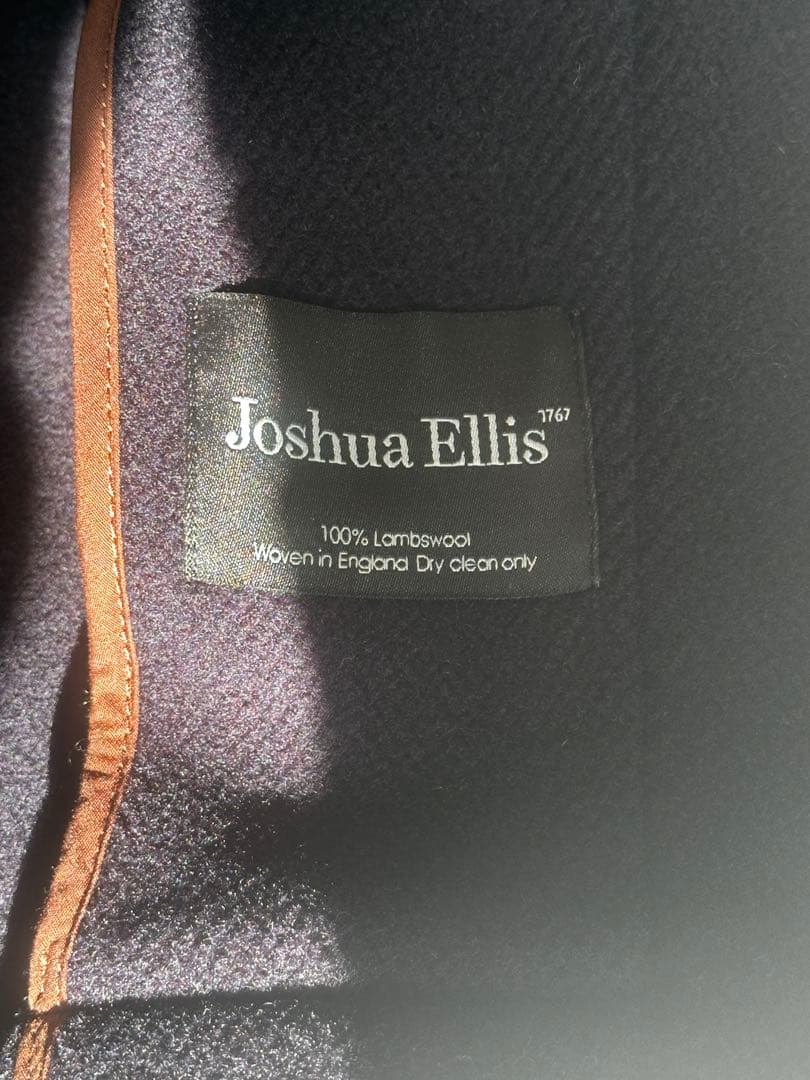 Joshua Ellis 1767
100% Lambswool
Woven in England Dry clean only